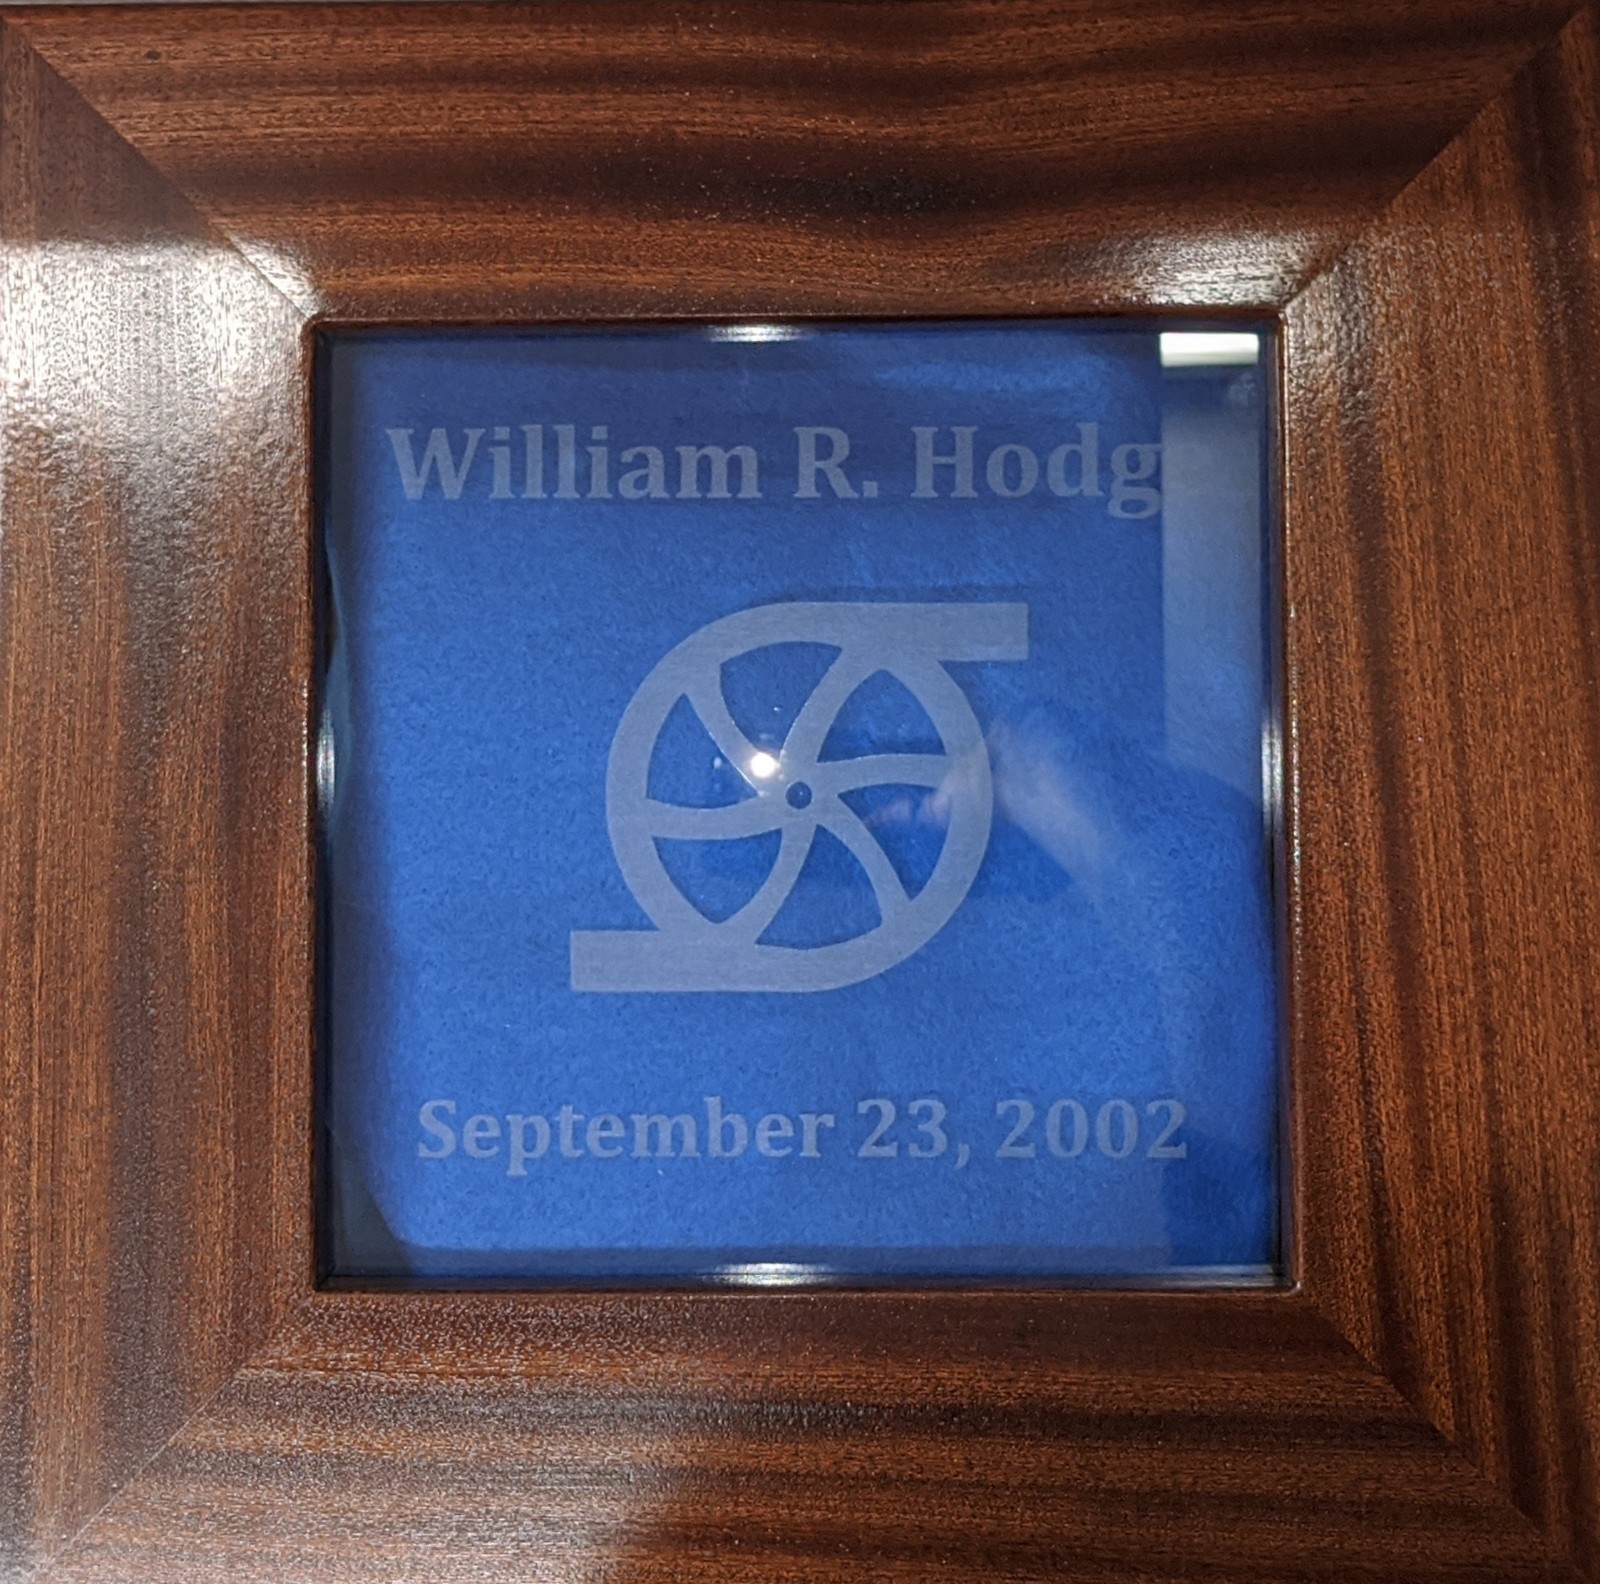 William R. Hodg
September 23, 2002